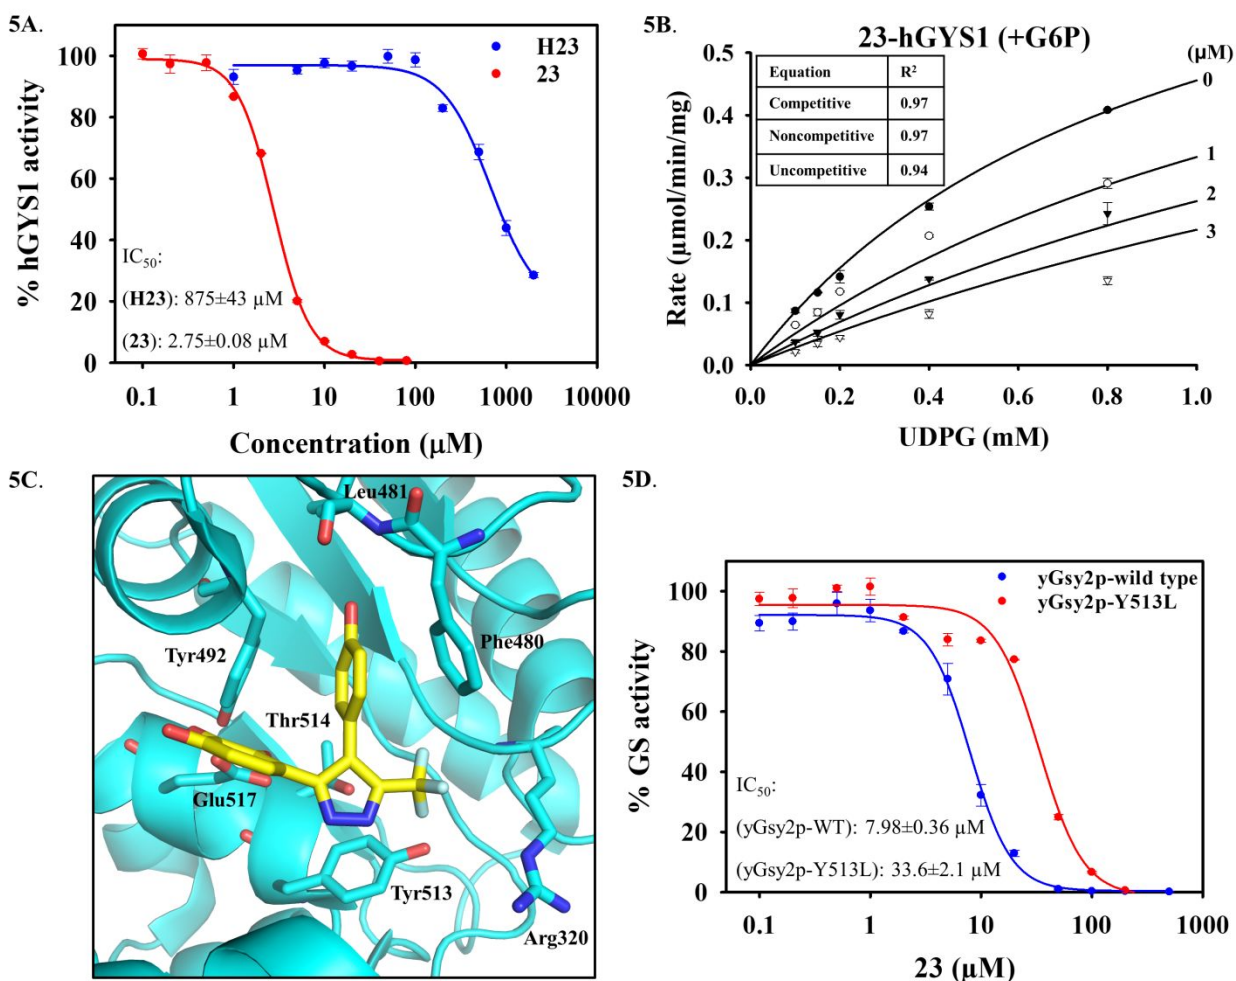 5A.
H23
23
100
80
60
40
20
0
% hGYS1 activity
IC50:
(H23): 875±43 µM
(23): 2.75±0.08 µM
0.1 1 10 100 1000 10000
Concentration (µM)
5B.
23-hGYS1 (+G6P)
(µM)
Equation R²
Competitive 0.97
Noncompetitive 0.97
Uncompetitive 0.94
0
1
2
3
0.5
0.4
0.3
0.2
0.1
0.0
Rate (µmol/min/mg)
0.0 0.2 0.4 0.6 0.8 1.0
UDPG (mM)
5C.
Leu481
Phe480
Tyr492
Thr514
Glu517
Tyr513
Arg320
5D.
yGsy2p-wild type
yGsy2p-Y513L
100
80
60
40
20
0
% GS activity
IC50:
(yGsy2p-WT): 7.98±0.36 µM
(yGsy2p-Y513L): 33.6±2.1 µM
0.1 1 10 100 1000
23 (µM)